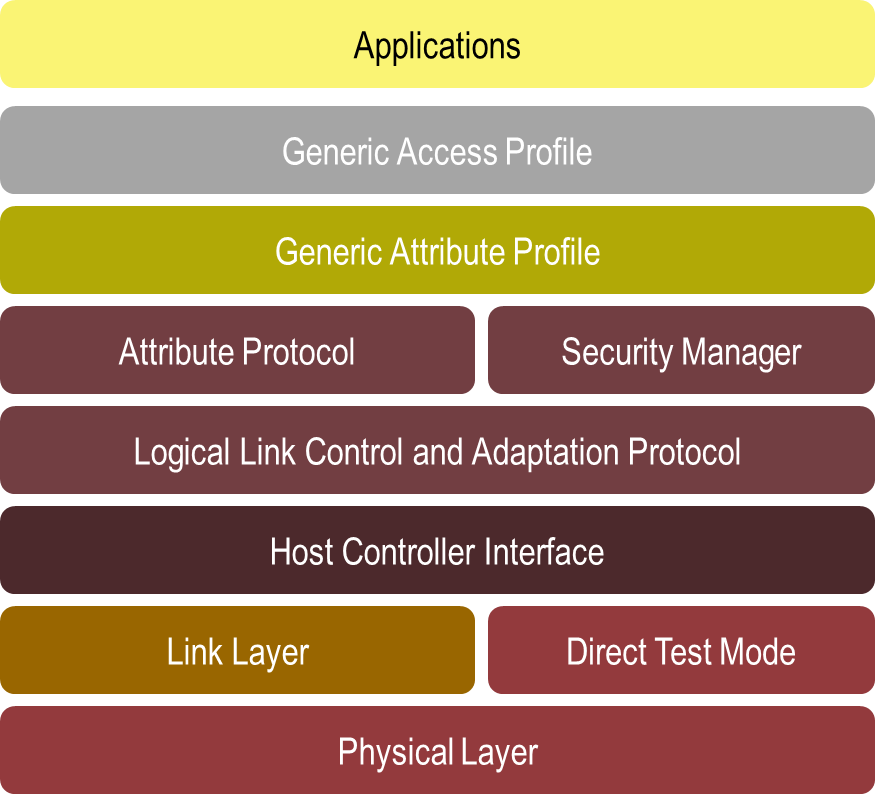 Applications
Generic Access Profile
Generic Attribute Profile
Attribute Protocol
Security Manager
Logical Link Control and Adaptation Protocol
Host Controller Interface
Link Layer
Direct Test Mode
Physical Layer